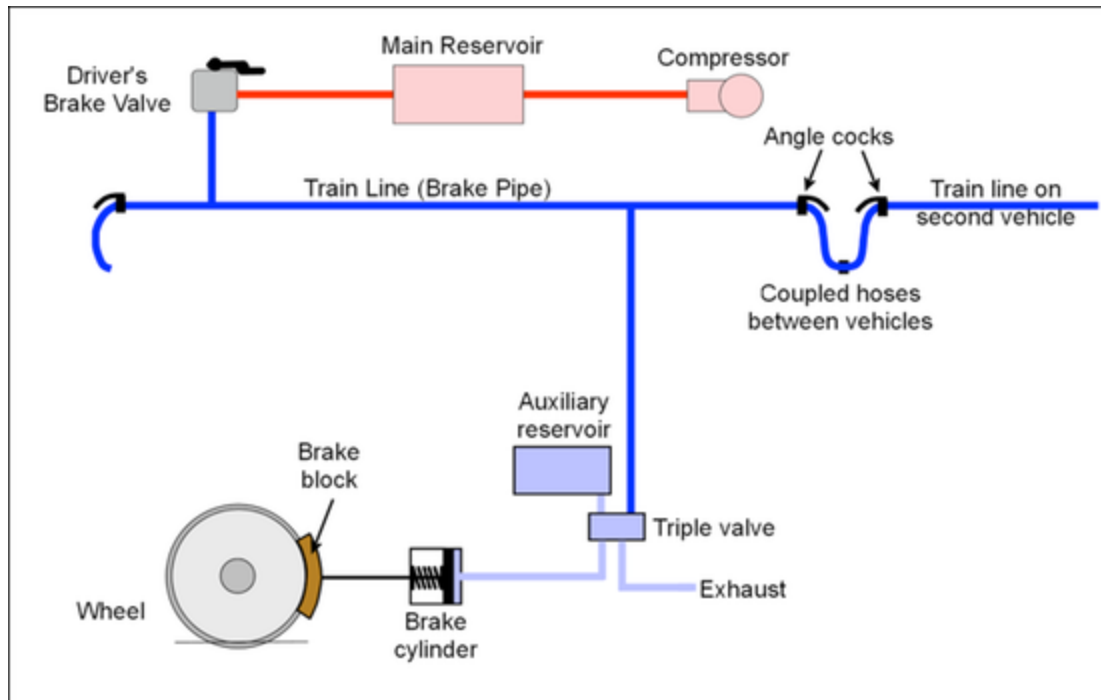 Main Reservoir
Compressor
Driver's
Brake Valve
Angle cocks
Train Line (Brake Pipe)
Train line on
second vehicle
Coupled hoses
between vehicles
Auxiliary
reservoir
Brake
block
Triple valve
Exhaust
Wheel
Brake
cylinder